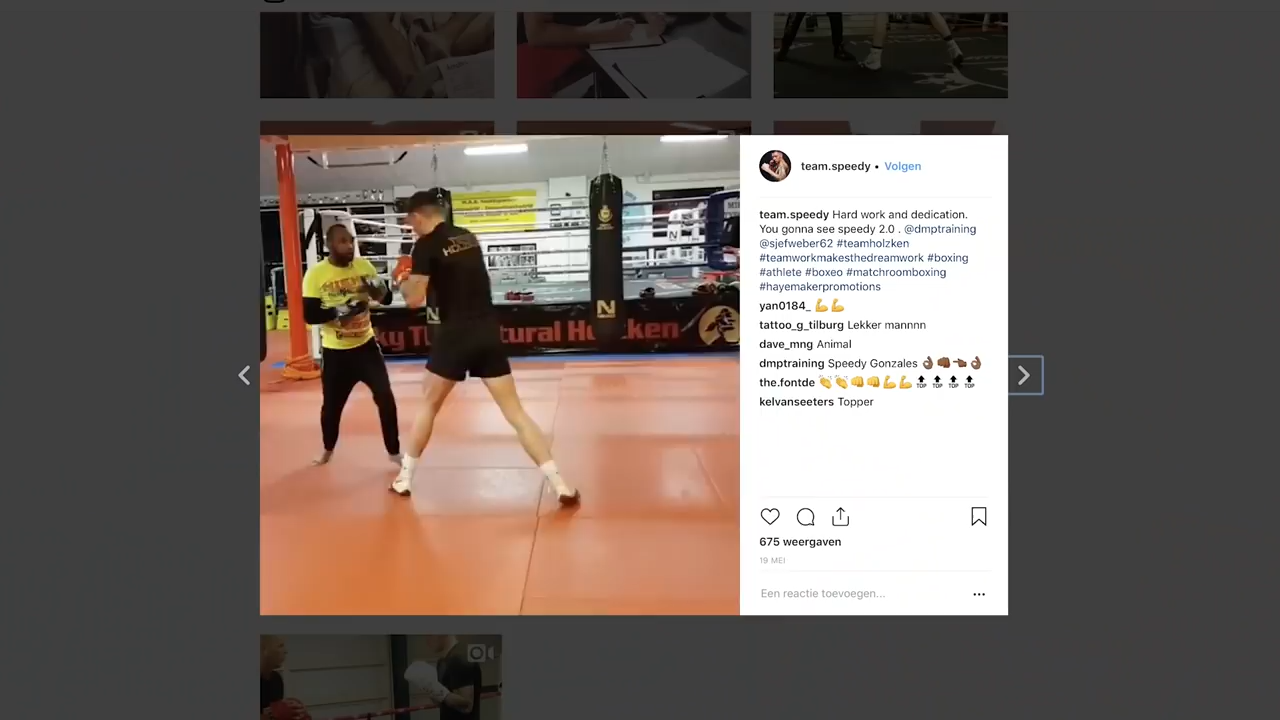 team.speedy • Volgen
team.speedy Hard work and dedication.
You gonna see speedy 2.0 . @dmptraining
@sjefweber62 #teamholzken
#teamworkmakesthedreamwork #boxing
#athlete #boxeo #matchroomboxing
#hayemakerpromotions
yan0184_ 💪💪
tattoo_g_tilburg Lekker mannnn
dave_mng Animal
dmptraining Speedy Gonzales 👌🏾👊🏾👈🏾👌🏾
the.fontde 👏👏👊👊💪💪🔝🔝🔝🔝
kelvanseeters Topper
675 weergaven
19 MEI
Een reactie toevoegen...
N
N